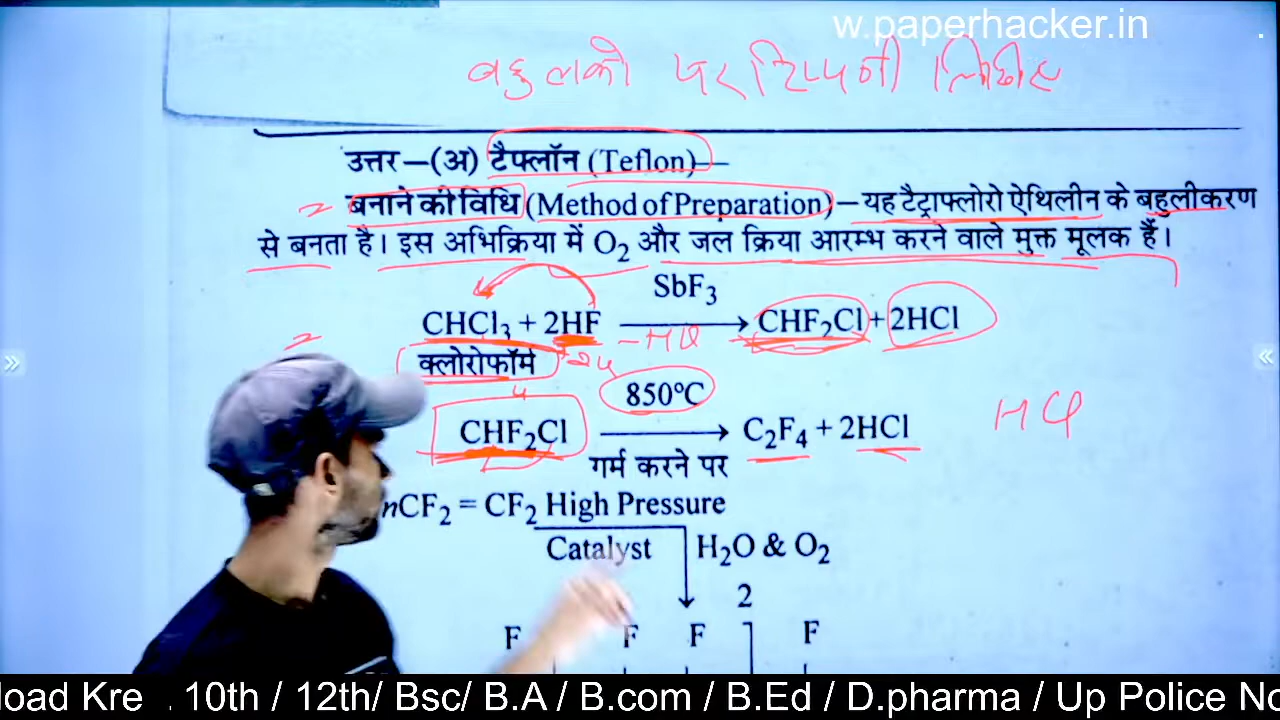 w.paperhacker.in
बहुलको पर टिप्पनी लिखीए
उत्तर–(अ) टैफ्लॉन (Teflon)—
बनाने की विधि (Method of Preparation)–यह टैट्राफ्लोरो ऐथिलीन के बहुलीकरण
से बनता है। इस अभिक्रिया में O₂ और जल क्रिया आरम्भ करने वाले मुक्त मूलक हैं।
SbF₃
CHCl₃ + 2HF ⟶ CHF₂Cl + 2HCl
क्लोरोफॉर्म
850°C
CHF₂Cl ⟶ C₂F₄ + 2HCl
गर्म करने पर
nCF₂ = CF₂ High Pressure
Catalyst H₂O & O₂
2
F F F F
load Kre . 10th / 12th/ Bsc/ B.A / B.com / B.Ed / D.pharma / Up Police No